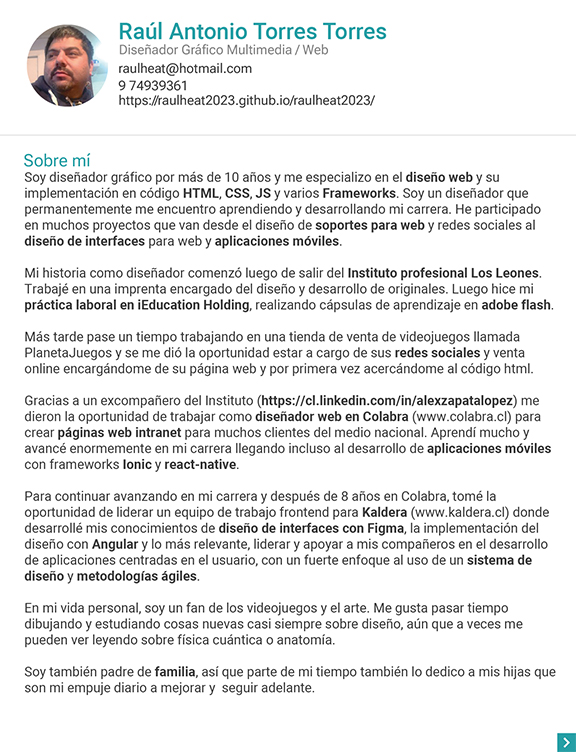 Raúl Antonio Torres Torres
Diseñador Gráfico Multimedia / Web
raulheat@hotmail.com
9 74939361
https://raulheat2023.github.io/raulheat2023/
Sobre mí
Soy diseñador gráfico por más de 10 años y me especializo en el diseño web y su
implementación en código HTML, CSS, JS y varios Frameworks. Soy un diseñador que
permanentemente me encuentro aprendiendo y desarrollando mi carrera. He participado
en muchos proyectos que van desde el diseño de soportes para web y redes sociales al
diseño de interfaces para web y aplicaciones móviles.
Mi historia como diseñador comenzó luego de salir del Instituto profesional Los Leones.
Trabajé en una imprenta encargado del diseño y desarrollo de originales. Luego hice mi
práctica laboral en iEducation Holding, realizando cápsulas de aprendizaje en adobe flash.
Más tarde pase un tiempo trabajando en una tienda de venta de videojuegos llamada
PlanetaJuegos y se me dió la oportunidad estar a cargo de sus redes sociales y venta
online encargándome de su página web y por primera vez acercándome al código html.
Gracias a un excompañero del Instituto (https://cl.linkedin.com/in/alexzapatalopez) me
dieron la oportunidad de trabajar como diseñador web en Colabra (www.colabra.cl) para
crear páginas web intranet para muchos clientes del medio nacional. Aprendí mucho y
avancé enormemente en mi carrera llegando incluso al desarrollo de aplicaciones móviles
con frameworks Ionic y react-native.
Para continuar avanzando en mi carrera y después de 8 años en Colabra, tomé la
oportunidad de liderar un equipo de trabajo frontend para Kaldera (www.kaldera.cl) donde
desarrollé mis conocimientos de diseño de interfaces con Figma, la implementación del
diseño con Angular y lo más relevante, liderar y apoyar a mis compañeros en el desarrollo
de aplicaciones centradas en el usuario, con un fuerte enfoque al uso de un sistema de
diseño y metodologías ágiles.
En mi vida personal, soy un fan de los videojuegos y el arte. Me gusta pasar tiempo
dibujando y estudiando cosas nuevas casi siempre sobre diseño, aún que a veces me
pueden ver leyendo sobre física cuántica o anatomía.
Soy también padre de familia, así que parte de mi tiempo también lo dedico a mis hijas que
son mi empuje diario a mejorar y  seguir adelante.